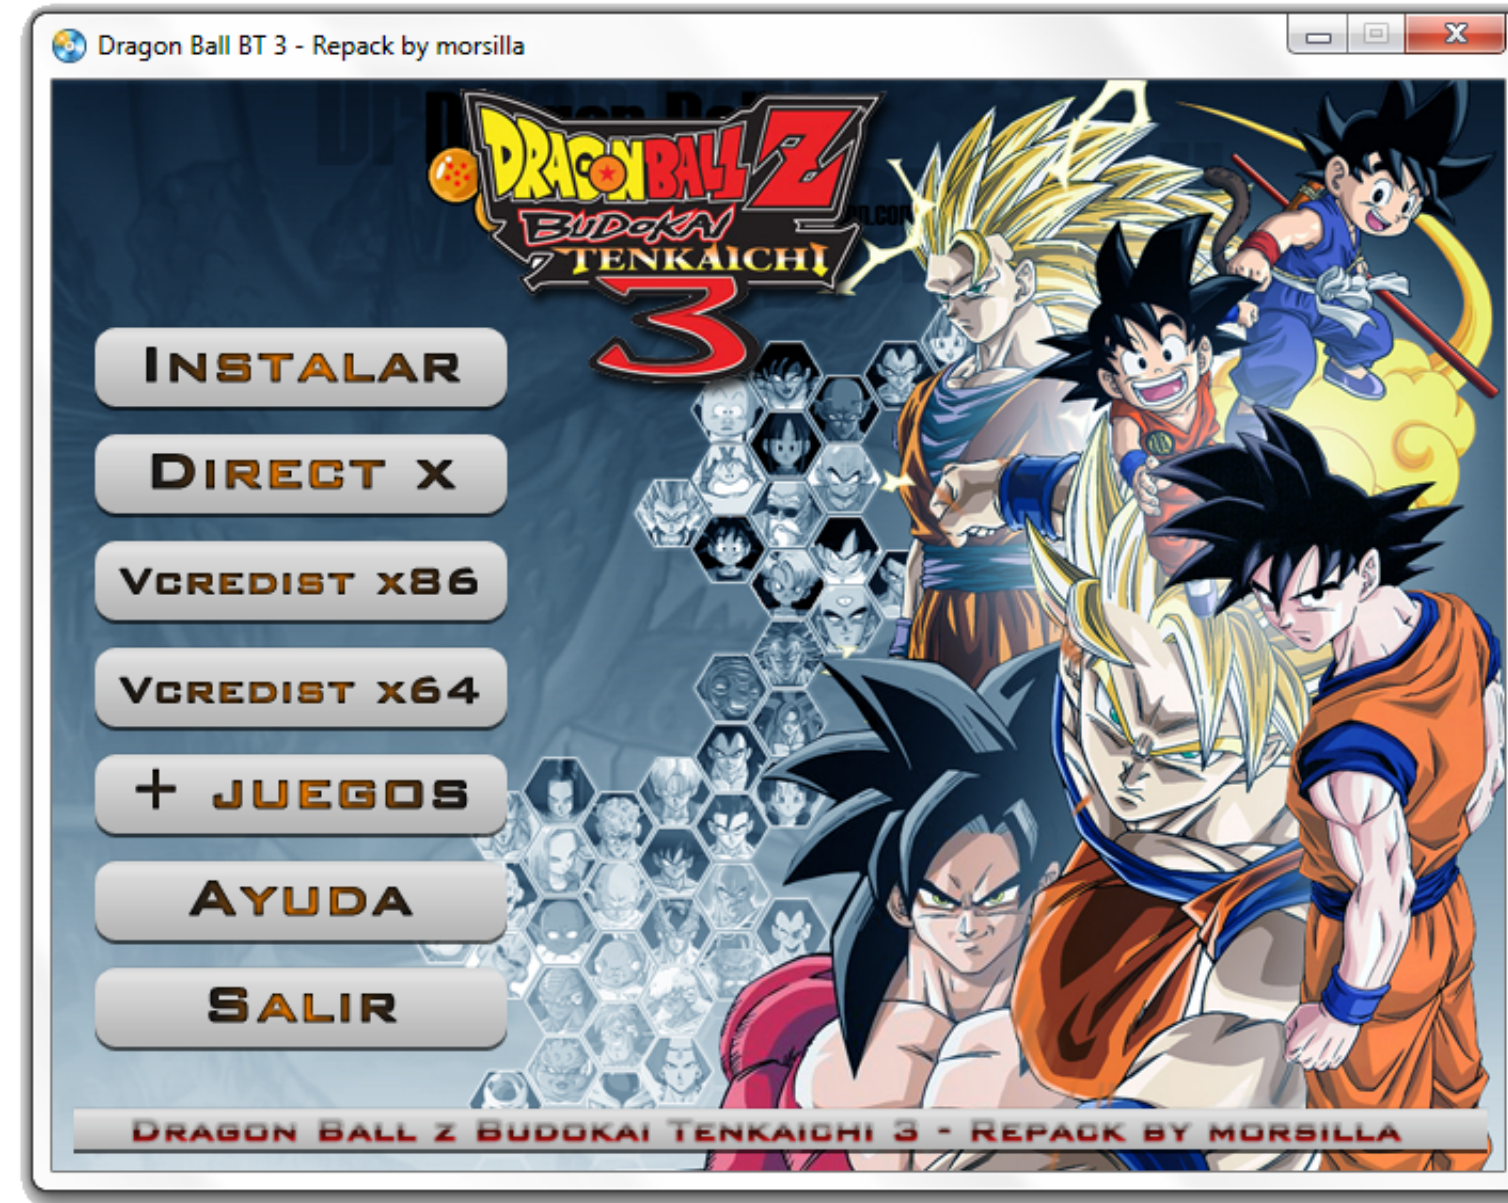 Dragon Ball BT 3 - Repack by morsilla
DRAGON BALL Z
BUDOKAI
TENKAICHI
3
INSTALAR
DIRECT X
VCREDIST X86
VCREDIST X64
+ JUEGOS
AYUDA
SALIR
DRAGON BALL Z BUDOKAI TENKAICHI 3 - REPACK BY MORSILLA